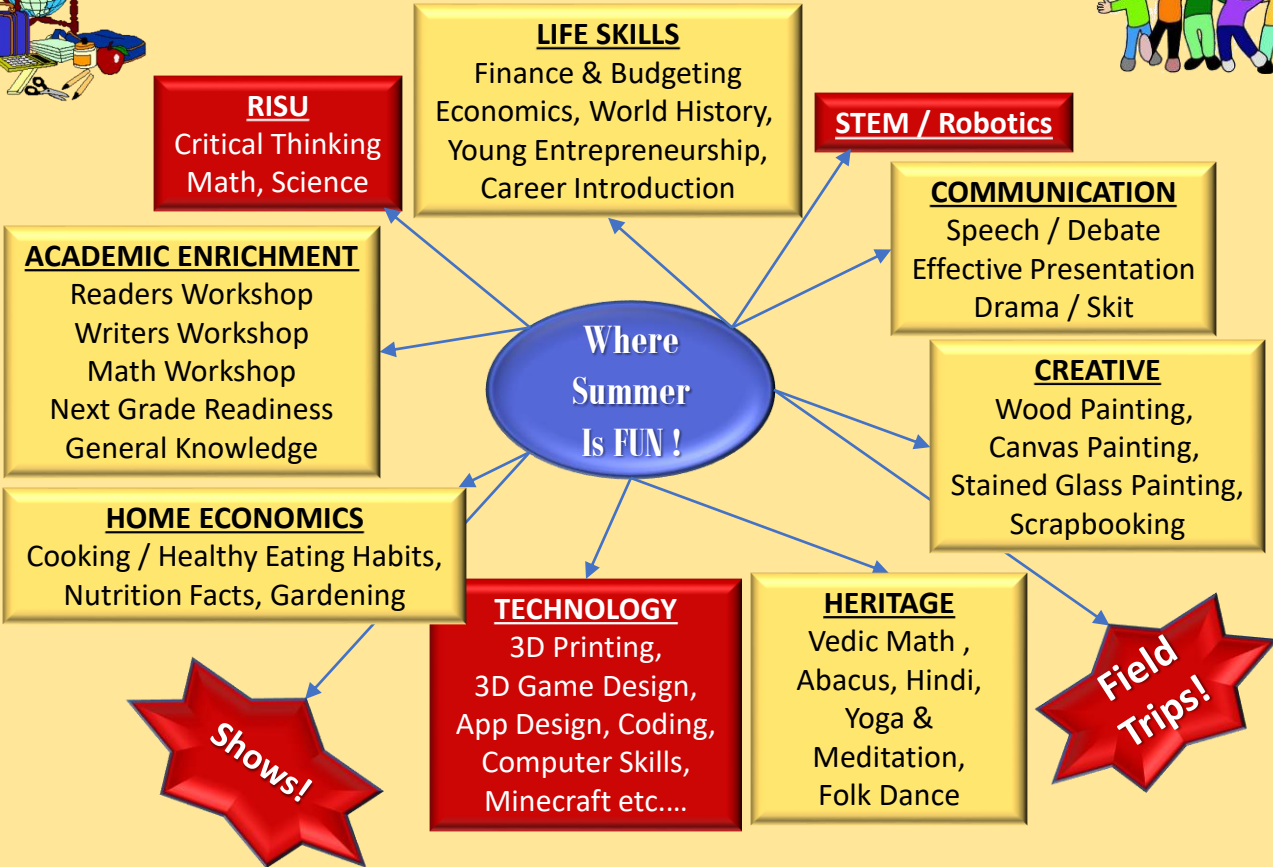 LIFE SKILLS
Finance & Budgeting
Economics, World History,
Young Entrepreneurship,
Career Introduction
RISU
Critical Thinking
Math, Science
STEM / Robotics
COMMUNICATION
Speech / Debate
Effective Presentation
Drama / Skit
ACADEMIC ENRICHMENT
Readers Workshop
Writers Workshop
Math Workshop
Next Grade Readiness
General Knowledge
Where
Summer
Is FUN !
CREATIVE
Wood Painting,
Canvas Painting,
Stained Glass Painting,
Scrapbooking
HOME ECONOMICS
Cooking / Healthy Eating Habits,
Nutrition Facts, Gardening
TECHNOLOGY
3D Printing,
3D Game Design,
App Design, Coding,
Computer Skills,
Minecraft etc.…
HERITAGE
Vedic Math ,
Abacus, Hindi,
Yoga &
Meditation,
Folk Dance
Field
Trips!
Shows!